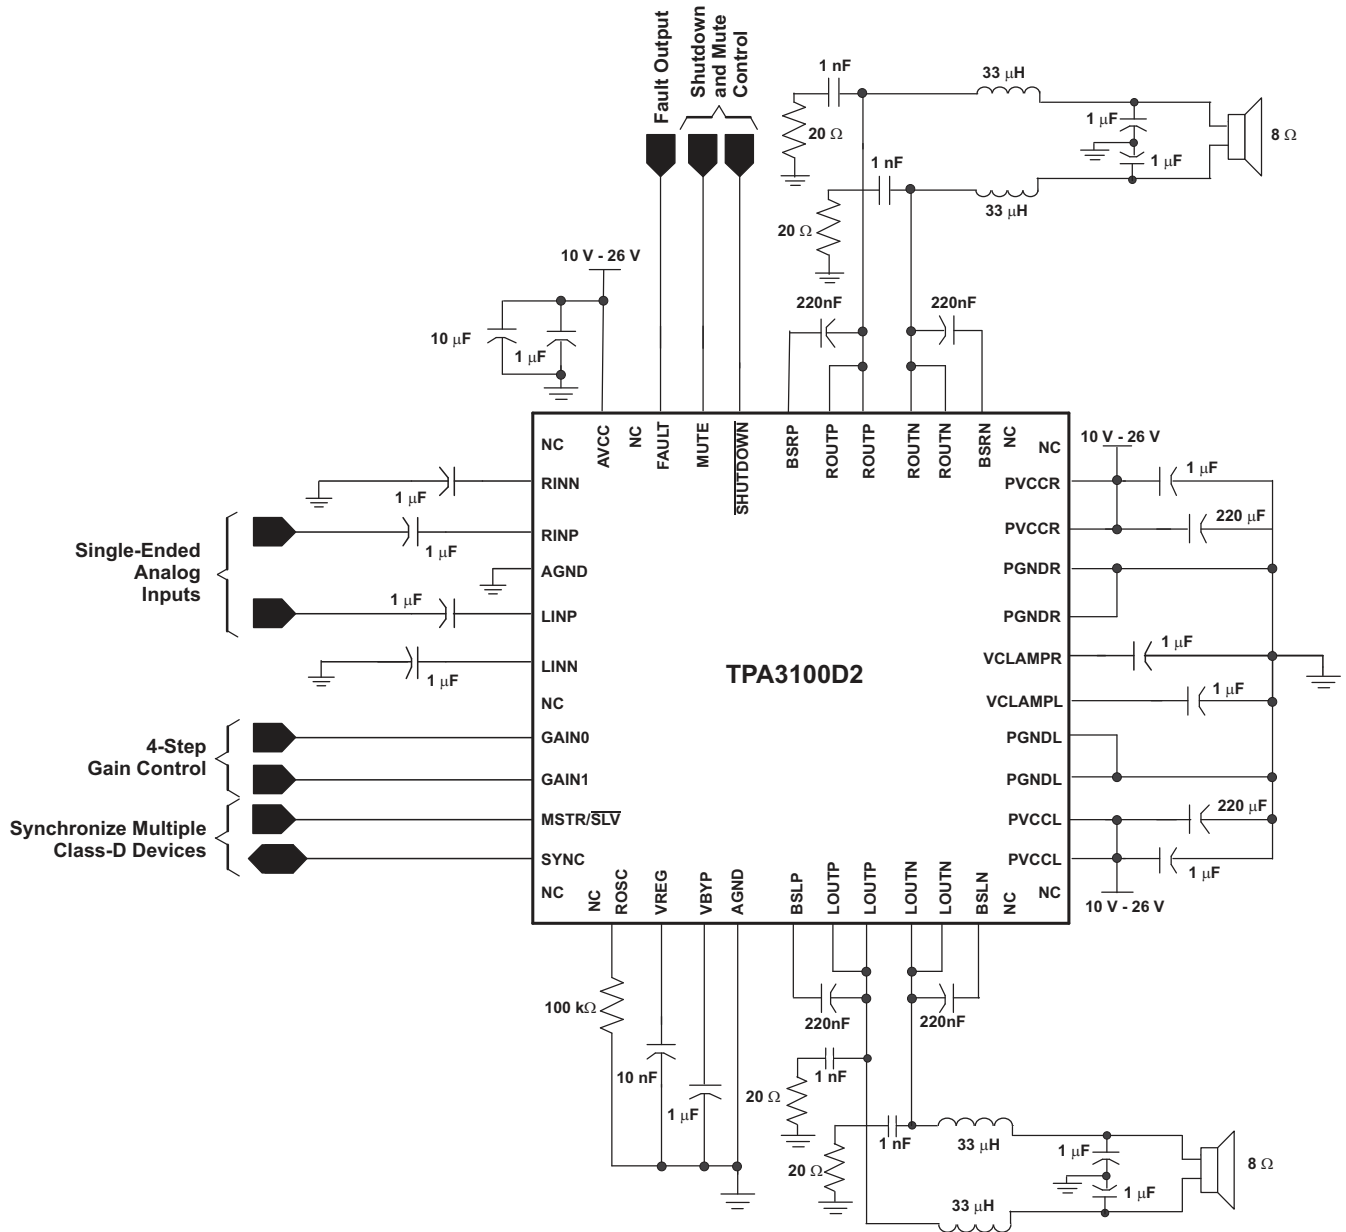 Fault Output
Shutdown
and Mute
Control
1 nF
20 Ω
33 μH
1 μF
1 μF
8 Ω
1 nF
20 Ω
33 μH
10 V - 26 V
10 μF
1 μF
220nF
220nF
NC
AVCC
NC
FAULT
MUTE
SHUTDOWN
BSRP
ROUTP
ROUTP
ROUTN
ROUTN
BSRN
NC
NC
10 V - 26 V
RINN
1 μF
PVCCR
1 μF
Single-Ended
Analog
Inputs
RINP
1 μF
PVCCR
220 μF
AGND
PGNDR
1 μF
LINP
PGNDR
LINN
1 μF
TPA3100D2
VCLAMPR
1 μF
NC
VCLAMPL
1 μF
4-Step
Gain Control
GAIN0
PGNDL
GAIN1
PGNDL
Synchronize Multiple
Class-D Devices
MSTR/SLV
PVCCL
220 μF
SYNC
PVCCL
1 μF
NC
NC
ROSC
VREG
VBYP
AGND
BSLP
LOUTP
LOUTP
LOUTN
LOUTN
BSLN
NC
NC
10 V - 26 V
100 kΩ
10 nF
1 μF
220nF
220nF
1 nF
20 Ω
1 nF
20 Ω
33 μH
1 μF
1 μF
8 Ω
33 μH